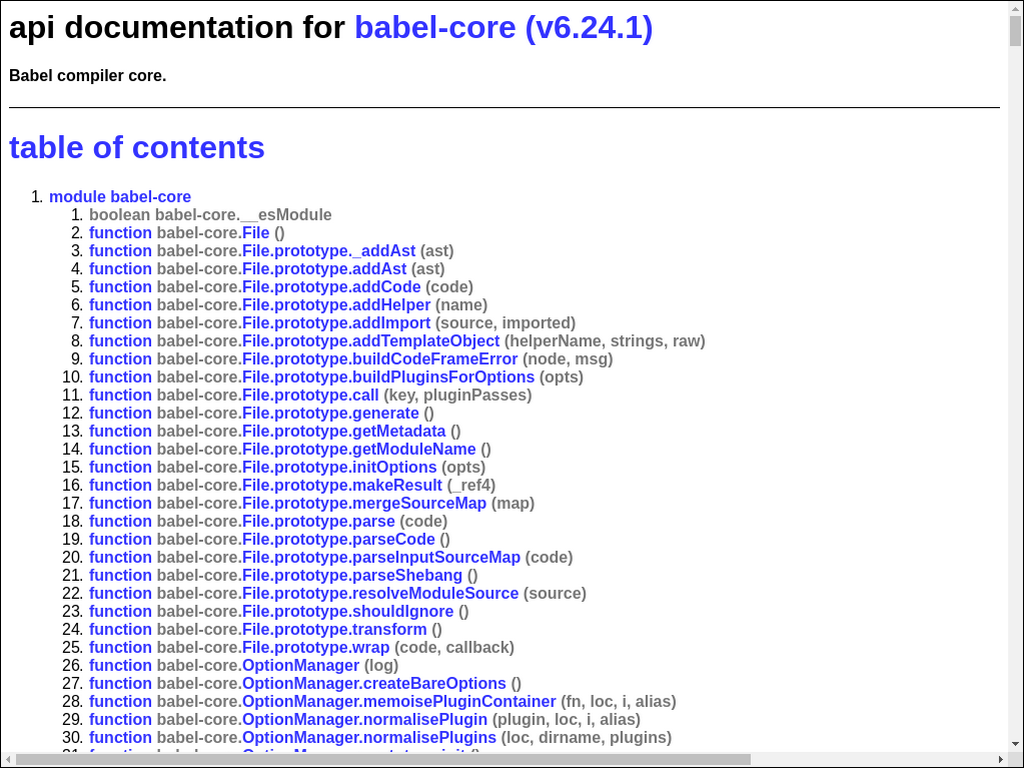 api documentation for babel-core (v6.24.1)
Babel compiler core.
table of contents
1. module babel-core
1. boolean babel-core.__esModule
2. function babel-core.File ()
3. function babel-core.File.prototype._addAst (ast)
4. function babel-core.File.prototype.addAst (ast)
5. function babel-core.File.prototype.addCode (code)
6. function babel-core.File.prototype.addHelper (name)
7. function babel-core.File.prototype.addImport (source, imported)
8. function babel-core.File.prototype.addTemplateObject (helperName, strings, raw)
9. function babel-core.File.prototype.buildCodeFrameError (node, msg)
10. function babel-core.File.prototype.buildPluginsForOptions (opts)
11. function babel-core.File.prototype.call (key, pluginPasses)
12. function babel-core.File.prototype.generate ()
13. function babel-core.File.prototype.getMetadata ()
14. function babel-core.File.prototype.getModuleName ()
15. function babel-core.File.prototype.initOptions (opts)
16. function babel-core.File.prototype.makeResult (_ref4)
17. function babel-core.File.prototype.mergeSourceMap (map)
18. function babel-core.File.prototype.parse (code)
19. function babel-core.File.prototype.parseCode ()
20. function babel-core.File.prototype.parseInputSourceMap (code)
21. function babel-core.File.prototype.parseShebang ()
22. function babel-core.File.prototype.resolveModuleSource (source)
23. function babel-core.File.prototype.shouldIgnore ()
24. function babel-core.File.prototype.transform ()
25. function babel-core.File.prototype.wrap (code, callback)
26. function babel-core.OptionManager (log)
27. function babel-core.OptionManager.createBareOptions ()
28. function babel-core.OptionManager.memoisePluginContainer (fn, loc, i, alias)
29. function babel-core.OptionManager.normalisePlugin (plugin, loc, i, alias)
30. function babel-core.OptionManager.normalisePlugins (loc, dirname, plugins)